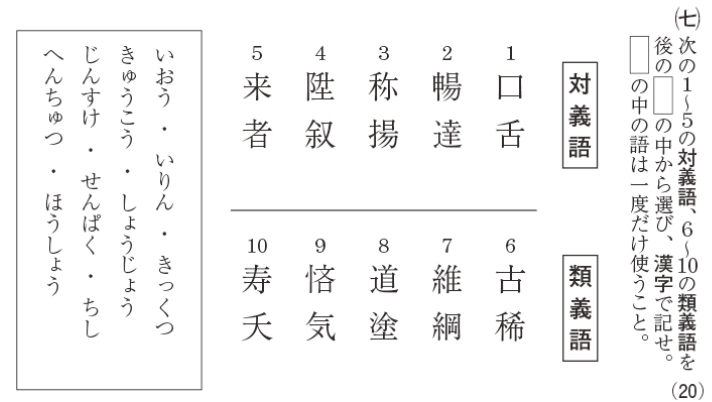 ㈦ 次の1〜5の対義語、6〜10の類義語を
後の□の中から選び、漢字で記せ。
□の中の語は一度だけ使うこと。
(20)
対義語
1 口舌
2 暢達
3 称揚
4 陞叙
5 来者
類義語
6 古稀
7 維綱
8 道塗
9 悋気
10 寿夭
いおう・いりん・きっくつ
きゅうこう・しょうじょう
じんすけ・せんぱく・ちし
へんちゅつ・ほうしょう